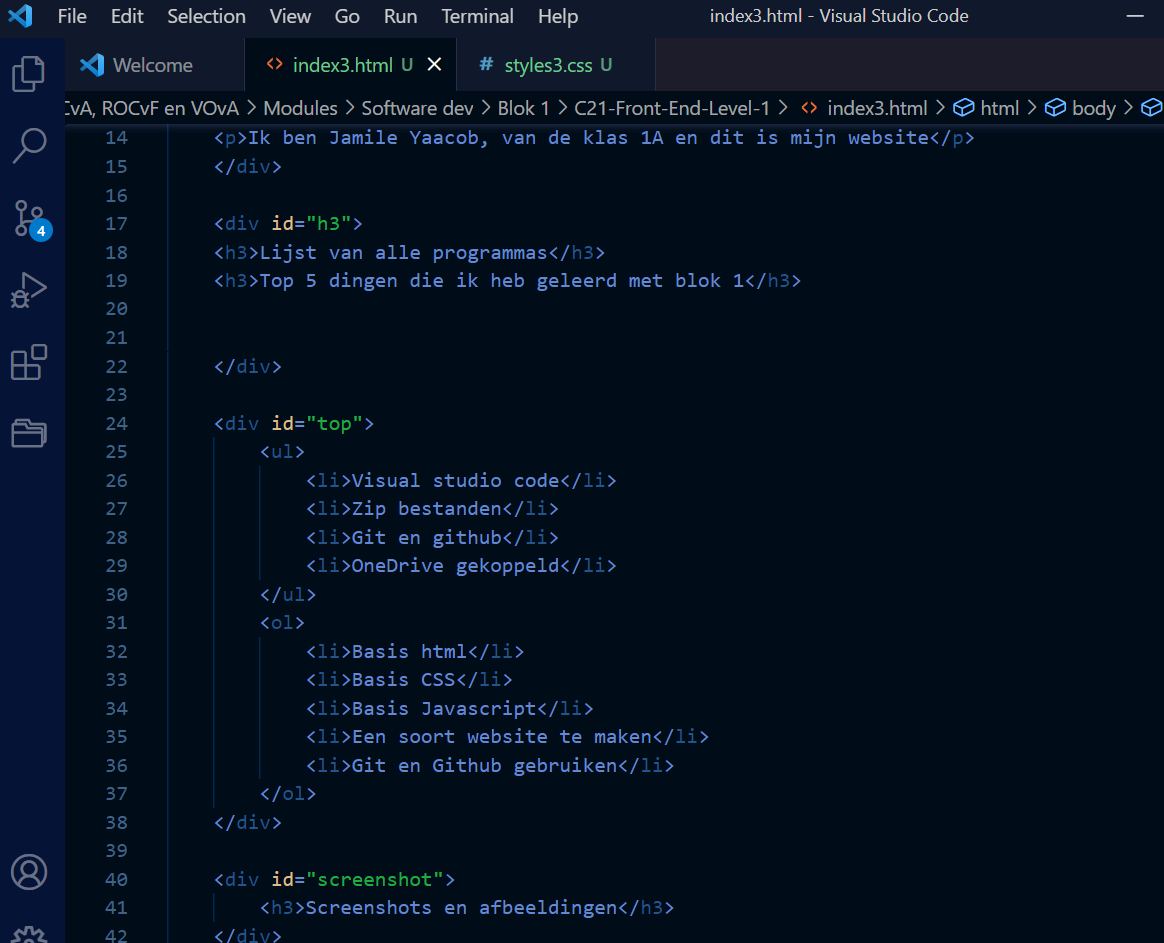 File Edit Selection View Go Run Terminal Help index3.html - Visual Studio Code
Welcome index3.html U # styles3.css U
CvA, ROCvF en VOvA > Modules > Software dev > Blok 1 > C21-Front-End-Level-1 > index3.html > html > body >
14 <p>Ik ben Jamile Yaacob, van de klas 1A en dit is mijn website</p>
15 </div>
16
17 <div id="h3">
18 <h3>Lijst van alle programmas</h3>
19 <h3>Top 5 dingen die ik heb geleerd met blok 1</h3>
20
21
22 </div>
23
24 <div id="top">
25 <ul>
26 <li>Visual studio code</li>
27 <li>Zip bestanden</li>
28 <li>Git en github</li>
29 <li>OneDrive gekoppeld</li>
30 </ul>
31 <ol>
32 <li>Basis html</li>
33 <li>Basis CSS</li>
34 <li>Basis Javascript</li>
35 <li>Een soort website te maken</li>
36 <li>Git en Github gebruiken</li>
37 </ol>
38 </div>
39
40 <div id="screenshot">
41 <h3>Screenshots en afbeeldingen</h3>
42 </div>
4